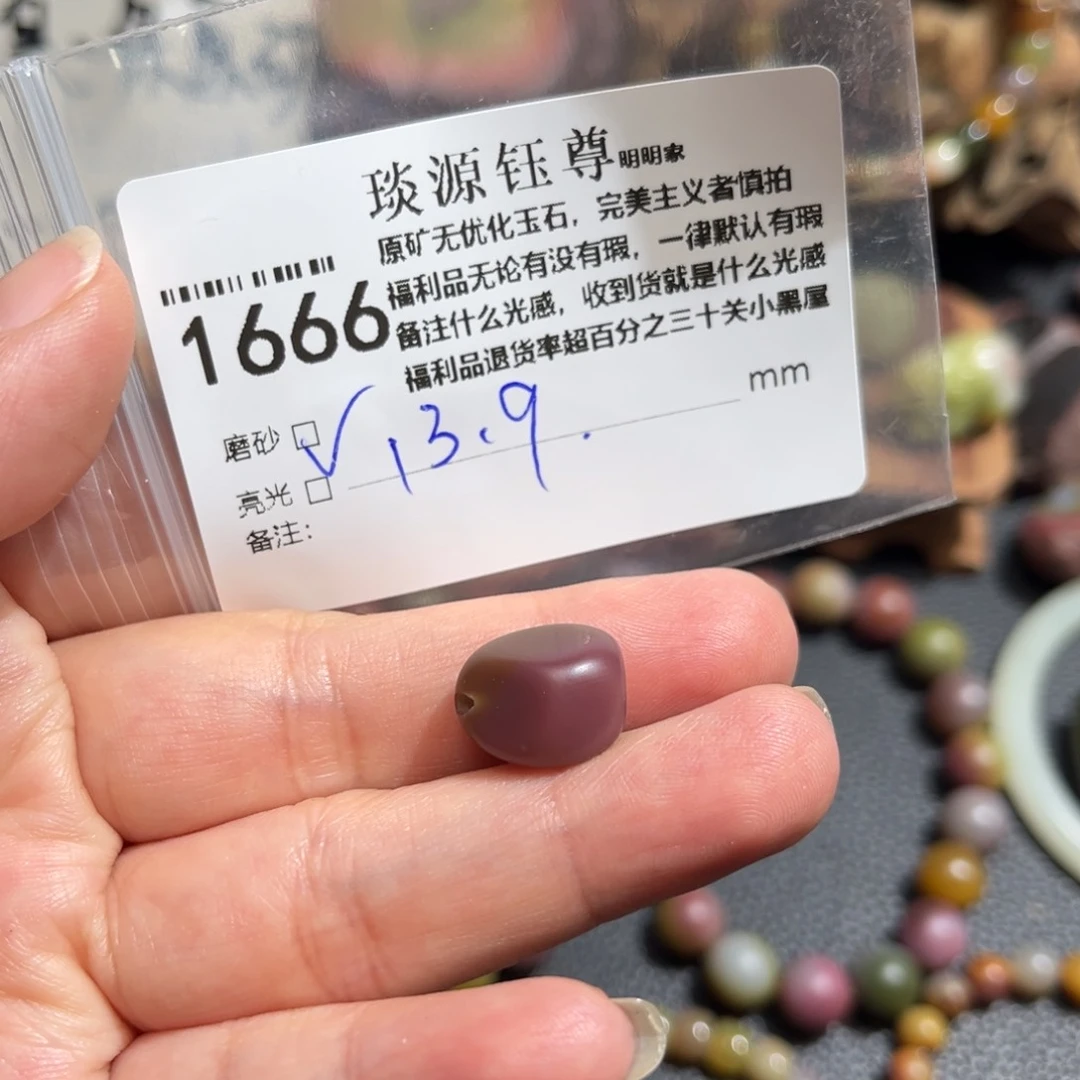 琰源钰尊明明家
原矿无优化玉石，完美主义者慎拍
福利品无论有没有瑕，一律默认有瑕
备注什么光感，收到货就是什么光感
福利品退货率超百分之三十关小黑屋
1666
mm
磨砂 □ √ 13.9.
亮光 □
备注：